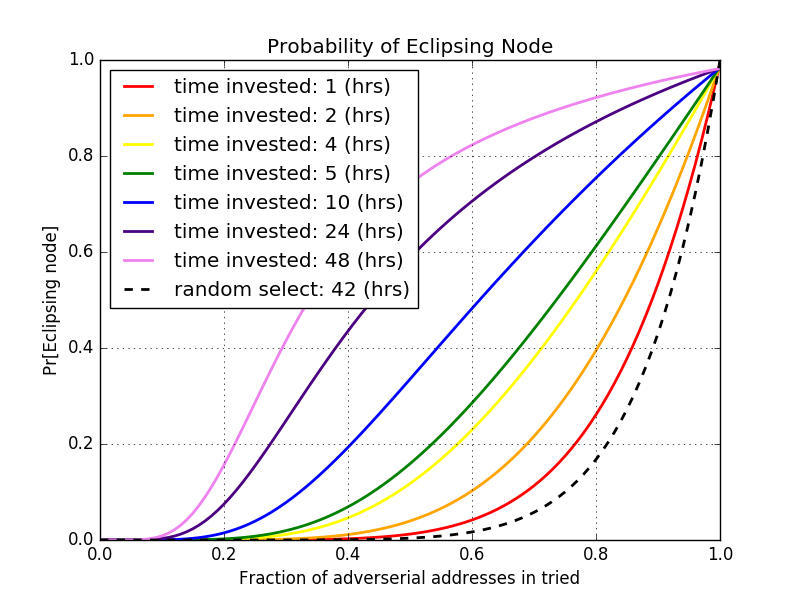 Probability of Eclipsing Node
1.0
0.8
0.6
0.4
0.2
0.0
Pr[Eclipsing node]
time invested: 1 (hrs)
time invested: 2 (hrs)
time invested: 4 (hrs)
time invested: 5 (hrs)
time invested: 10 (hrs)
time invested: 24 (hrs)
time invested: 48 (hrs)
random select: 42 (hrs)
0.0 0.2 0.4 0.6 0.8 1.0
Fraction of adverserial addresses in tried